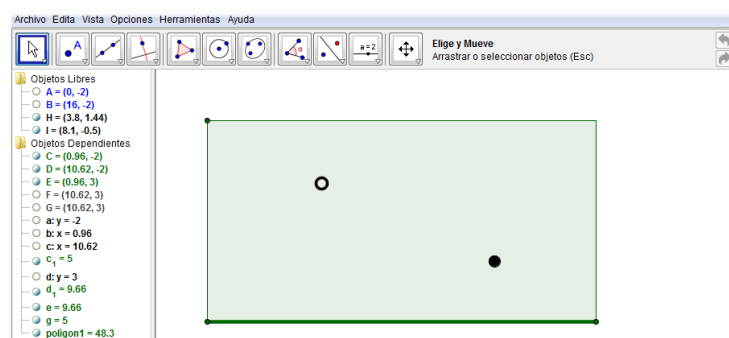 Archivo Edita Vista Opciones Herramientas Ayuda
A
α
a=2
Elige y Mueve
Arrastrar o seleccionar objetos (Esc)
Objetos Libres
A = (0, -2)
B = (16, -2)
H = (3.8, 1.44)
I = (8.1, -0.5)
Objetos Dependientes
C = (0.96, -2)
D = (10.62, -2)
E = (0.96, 3)
F = (10.62, 3)
G = (10.62, 3)
a: y = -2
b: x = 0.96
c: x = 10.62
c₁ = 5
d: y = 3
d₁ = 9.66
e = 9.66
g = 5
poligon1 = 48.3